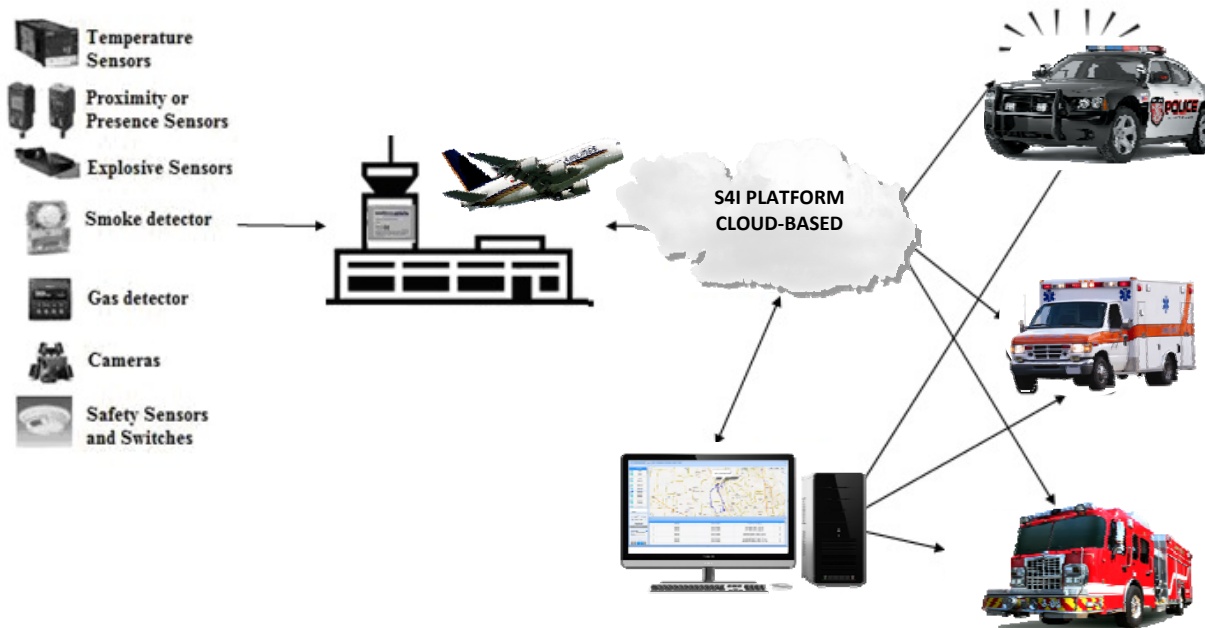 Temperature
Sensors
Proximity or
Presence Sensors
Explosive Sensors
Smoke detector
Gas detector
Cameras
Safety Sensors
and Switches
S4I PLATFORM
CLOUD-BASED
POLICE